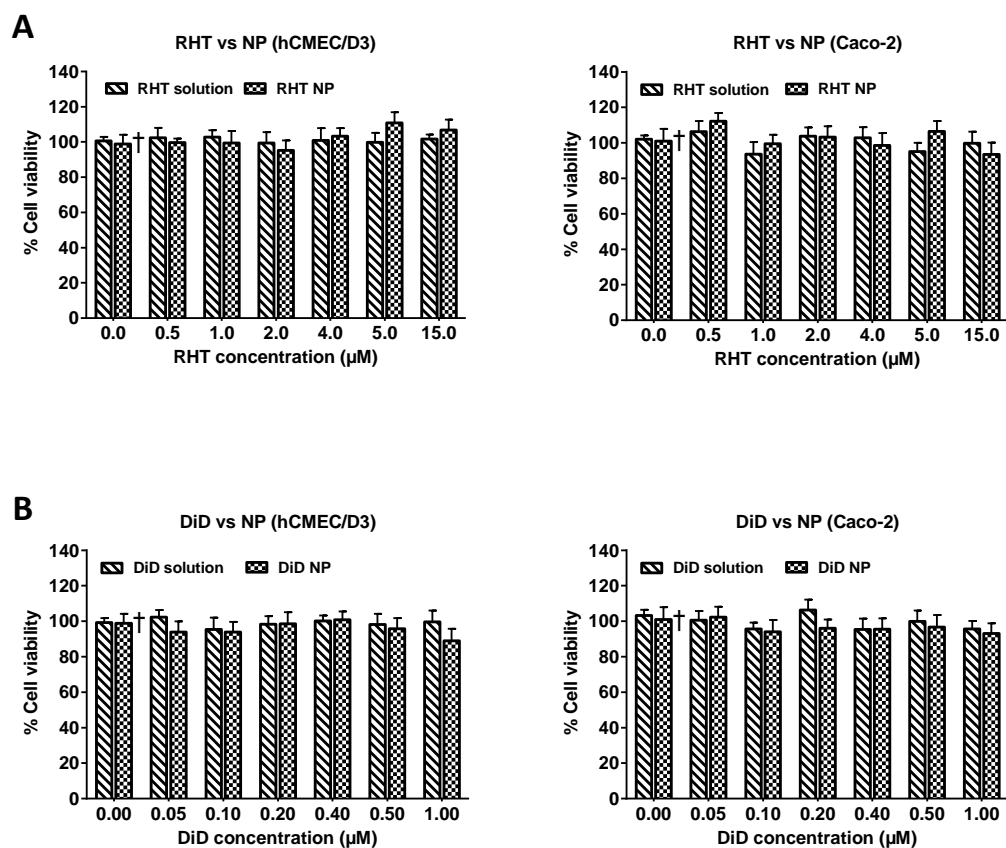 A
RHT vs NP (hCMEC/D3)
% Cell viability
140
120
100
80
60
40
20
0
RHT solution
RHT NP
†
0.0 0.5 1.0 2.0 4.0 5.0 15.0
RHT concentration (µM)
RHT vs NP (Caco-2)
% Cell viability
140
120
100
80
60
40
20
0
RHT solution
RHT NP
†
0.0 0.5 1.0 2.0 4.0 5.0 15.0
RHT concentration (µM)
B
DiD vs NP (hCMEC/D3)
% Cell viability
140
120
100
80
60
40
20
0
DiD solution
DiD NP
†
0.00 0.05 0.10 0.20 0.40 0.50 1.00
DiD concentration (µM)
DiD vs NP (Caco-2)
% Cell viability
140
120
100
80
60
40
20
0
DiD solution
DiD NP
†
0.00 0.05 0.10 0.20 0.40 0.50 1.00
DiD concentration (µM)